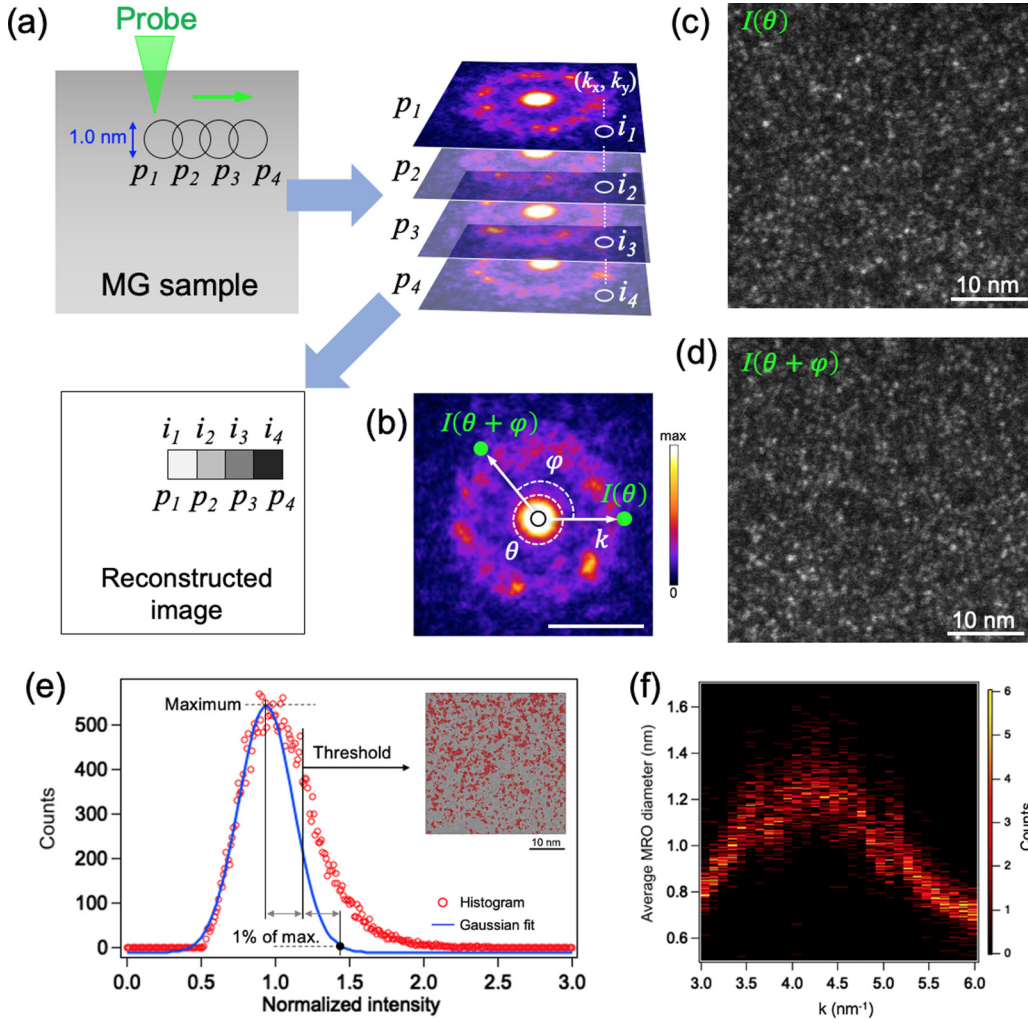 (a)
Probe
1.0 nm
p1 p2 p3 p4
MG sample
(kx, ky)
p1
i1
p2
i2
p3
i3
p4
i4
i1 i2 i3 i4
p1 p2 p3 p4
Reconstructed
image
(b)
I(θ + φ)
φ
I(θ)
k
θ
max
0
(c)
I(θ)
10 nm
(d)
I(θ + φ)
10 nm
(e)
Maximum
Threshold
10 nm
1% of max.
Histogram
Gaussian fit
Counts
500
400
300
200
100
0
0.0 0.5 1.0 1.5 2.0 2.5 3.0
Normalized intensity
(f)
Average MRO diameter (nm)
1.6
1.4
1.2
1.0
0.8
0.6
3.0 3.5 4.0 4.5 5.0 5.5 6.0
k (nm⁻¹)
6
5
4
3
2
1
0
Counts